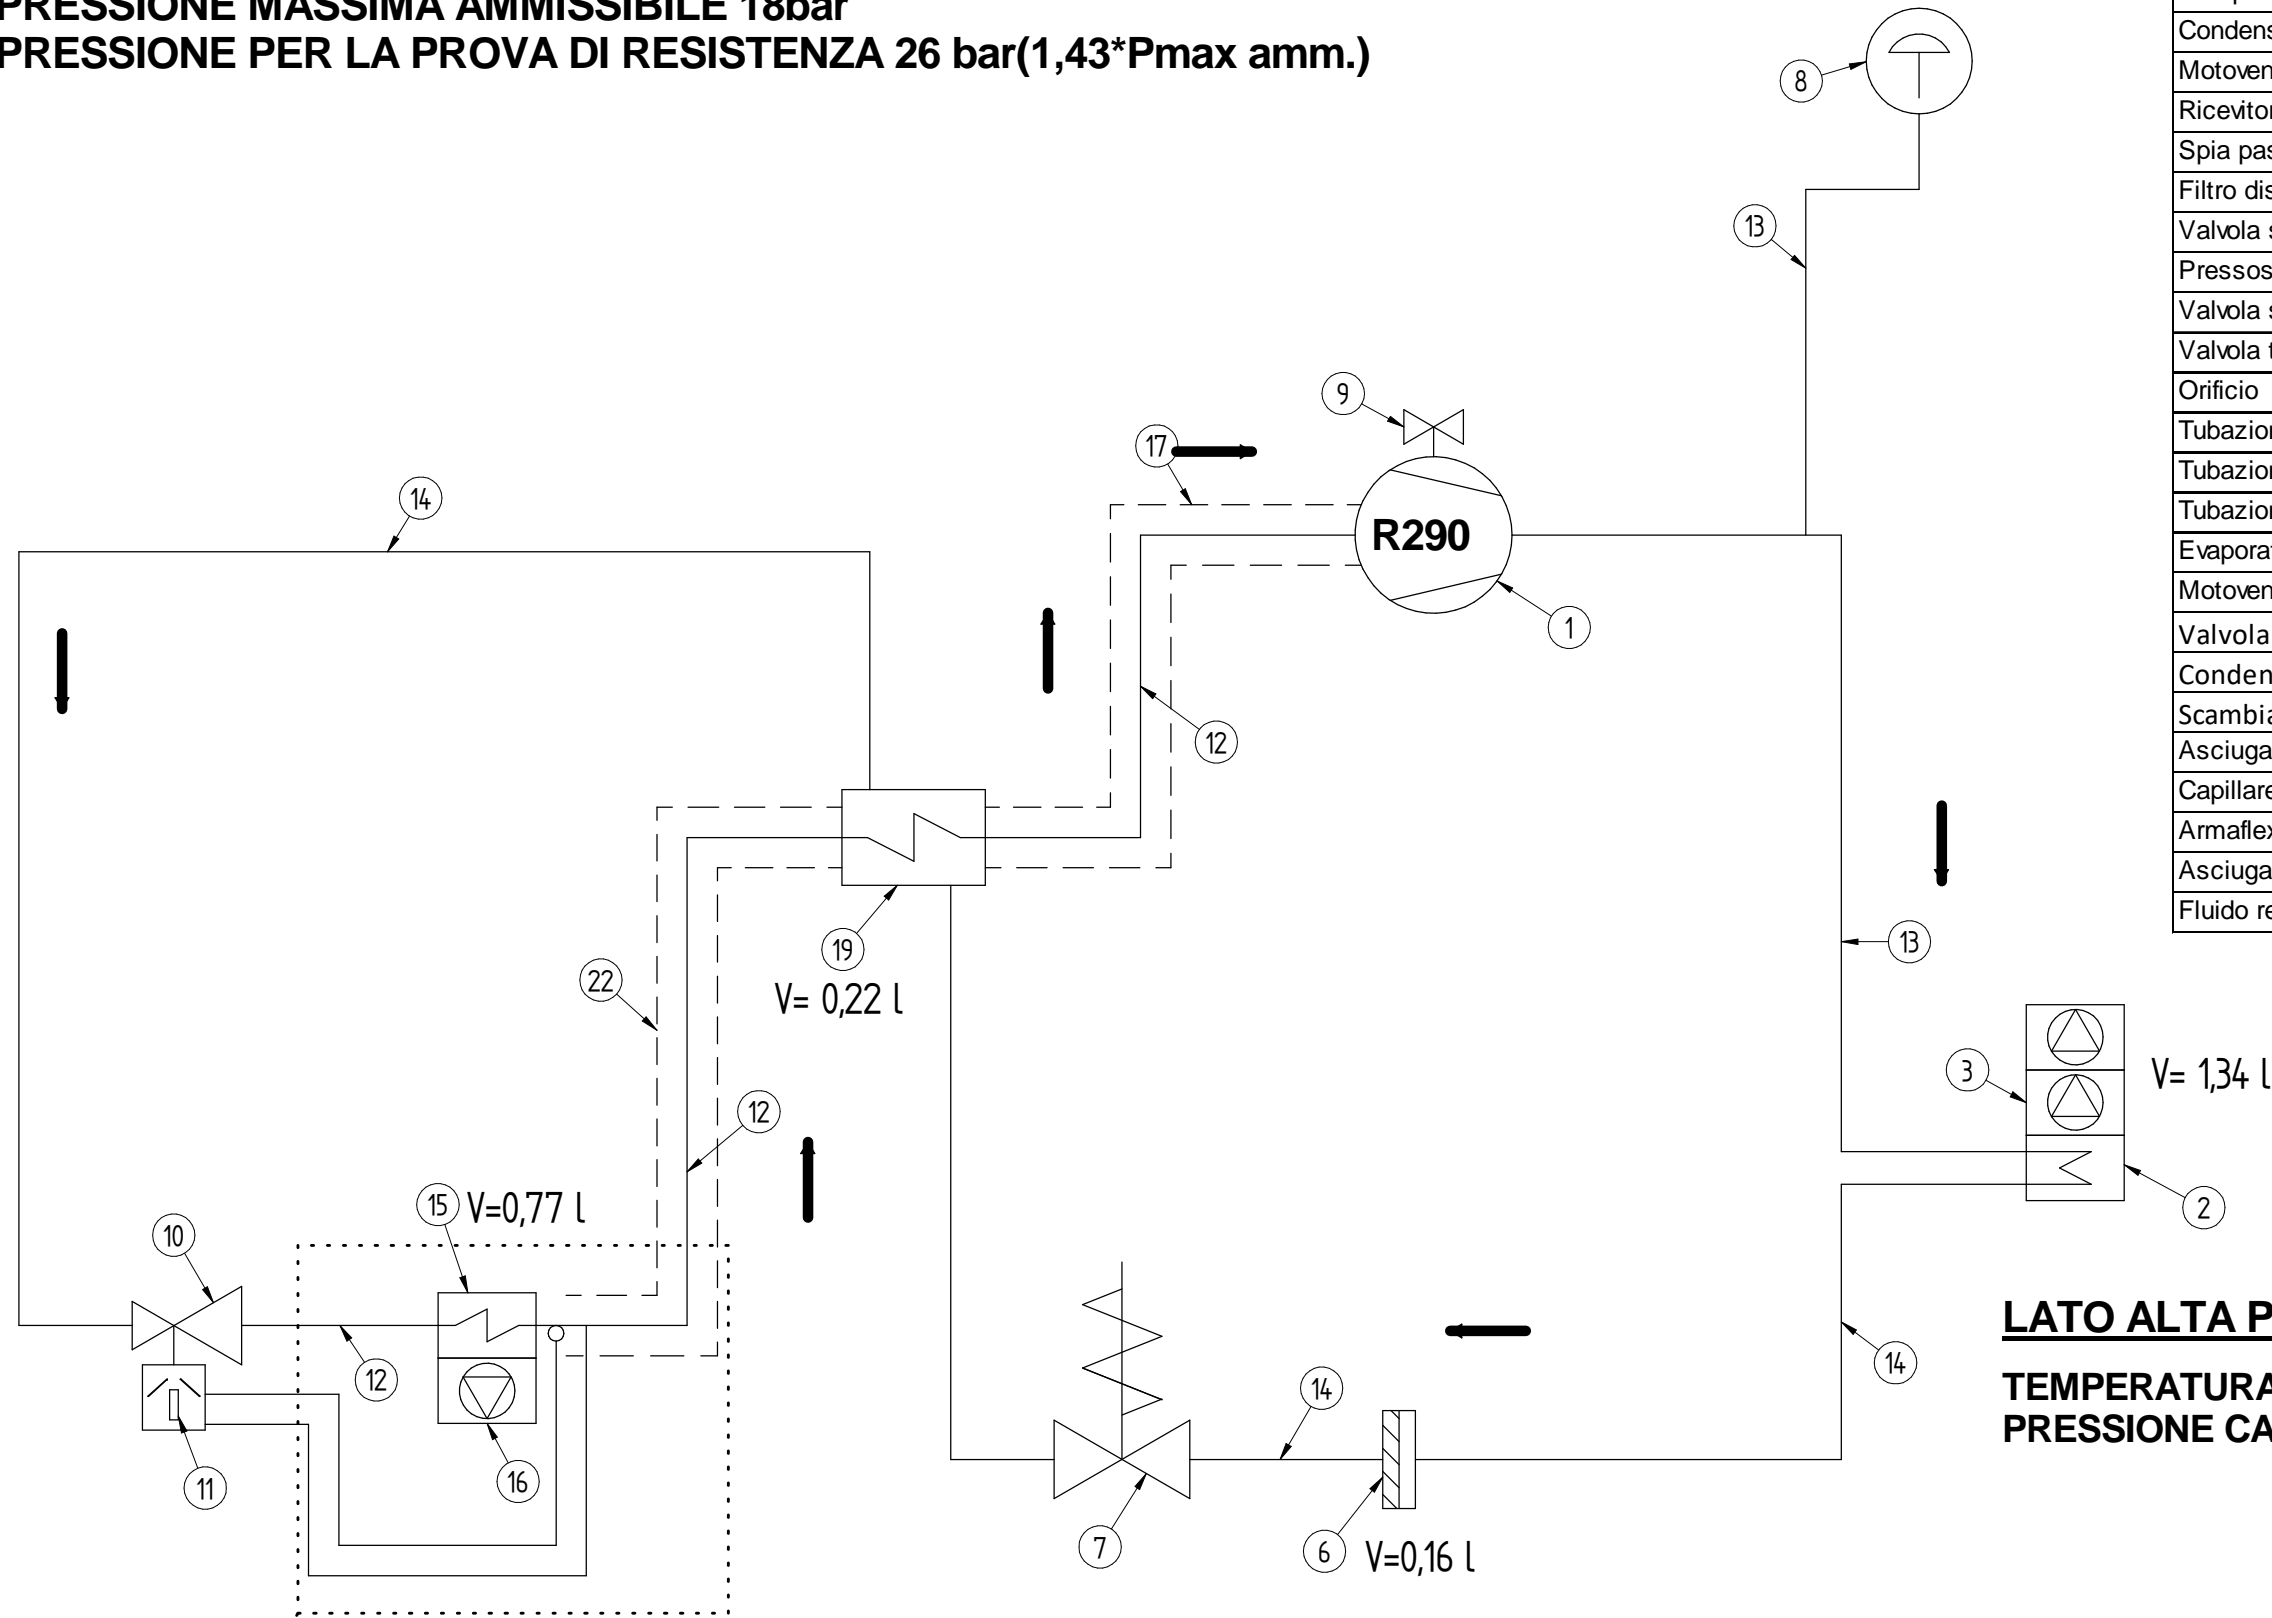 PRESSIONE MASSIMA AMMISSIBILE 18bar
PRESSIONE PER LA PROVA DI RESISTENZA 26 bar(1,43*Pmax amm.)
8
13
9
17
14
R290
1
12
19
V= 0,22 l
22
13
3
V= 1,34 l
12
15
V=0,77 l
2
10
12
14
14
11
16
7
6
V=0,16 l
Condens
Motoven
Ricevitor
Spia pas
Filtro dis
Valvola s
Pressos
Valvola s
Valvola t
Orificio
Tubazion
Tubazion
Tubazion
Evaporat
Motoven
Valvola
Conden
Scambia
Asciuga
Capillare
Armaflex
Asciuga
Fluido re
LATO ALTA P
TEMPERATURA
PRESSIONE CA